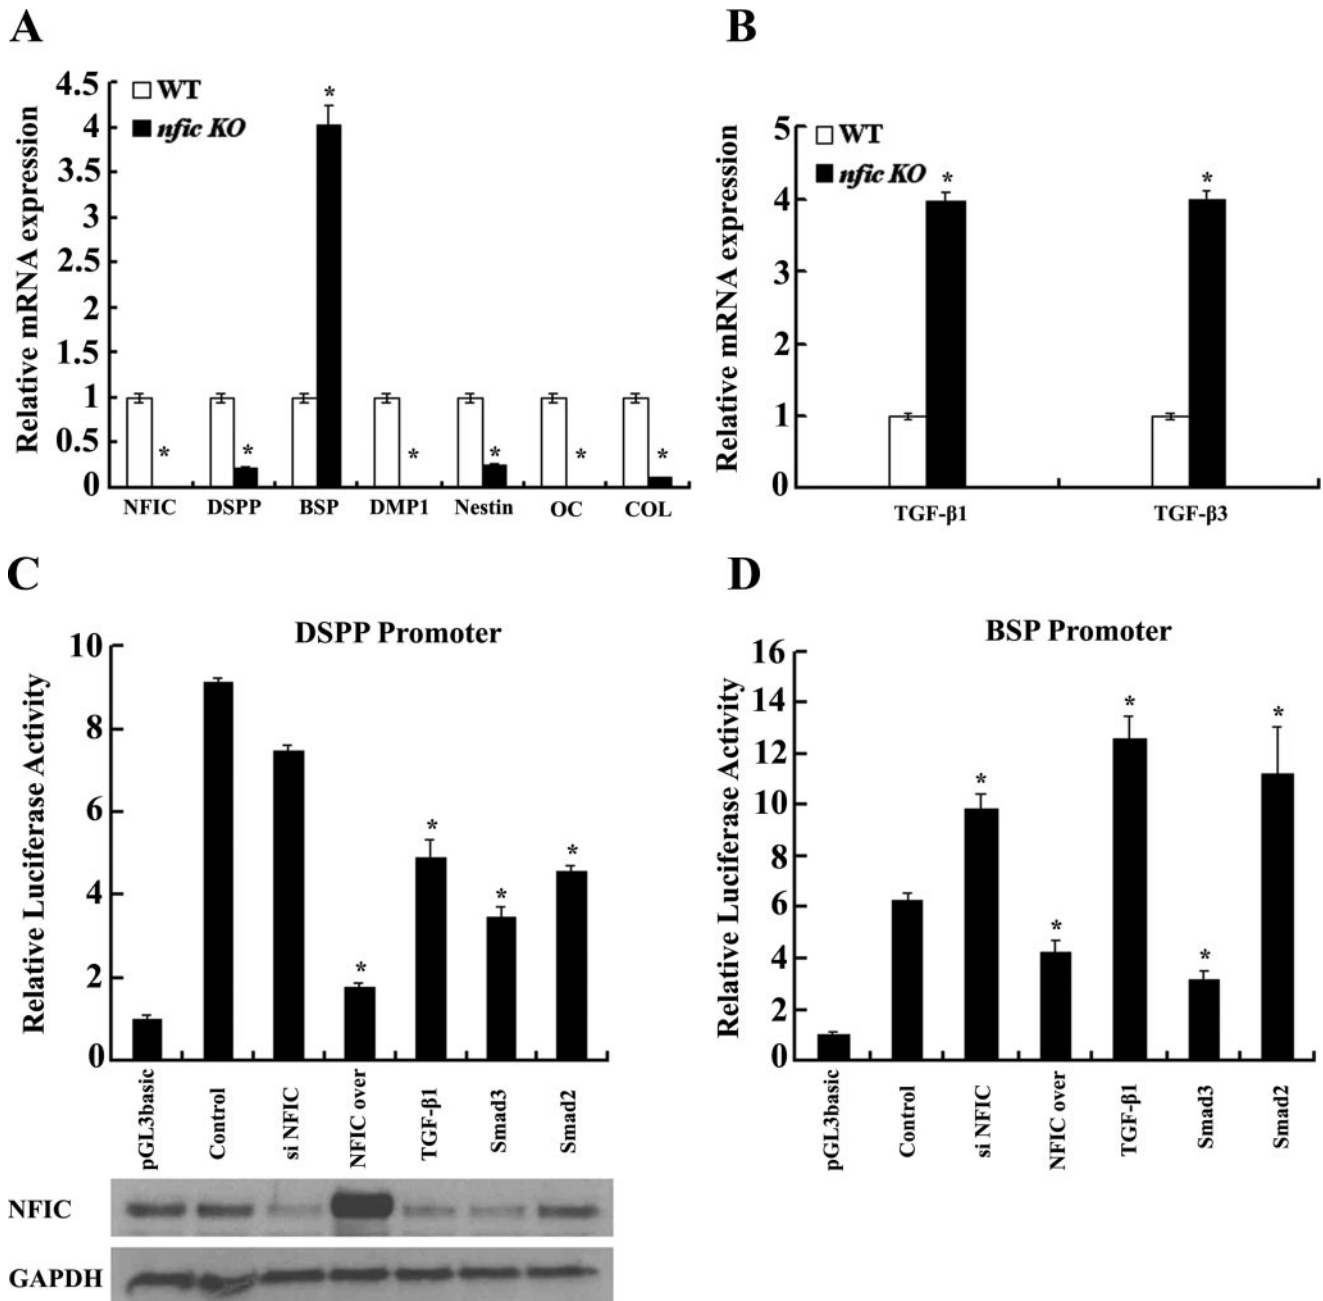 A
Relative mRNA expression
WT
nfic KO
4.5
4
3.5
3
2.5
2
1.5
1
0.5
0
*
*
*
*
*
*
*
NFIC DSPP BSP DMP1 Nestin OC COL
B
Relative mRNA expression
WT
nfic KO
5
4
3
2
1
0
*
*
TGF-β1 TGF-β3
C
DSPP Promoter
Relative Luciferase Activity
10
8
6
4
2
0
*
*
*
*
pGL3basic
Control
si NFIC
NFIC over
TGF-β1
Smad3
Smad2
NFIC
GAPDH
D
BSP Promoter
Relative Luciferase Activity
16
14
12
10
8
6
4
2
0
*
*
*
*
*
pGL3basic
Control
si NFIC
NFIC over
TGF-β1
Smad3
Smad2